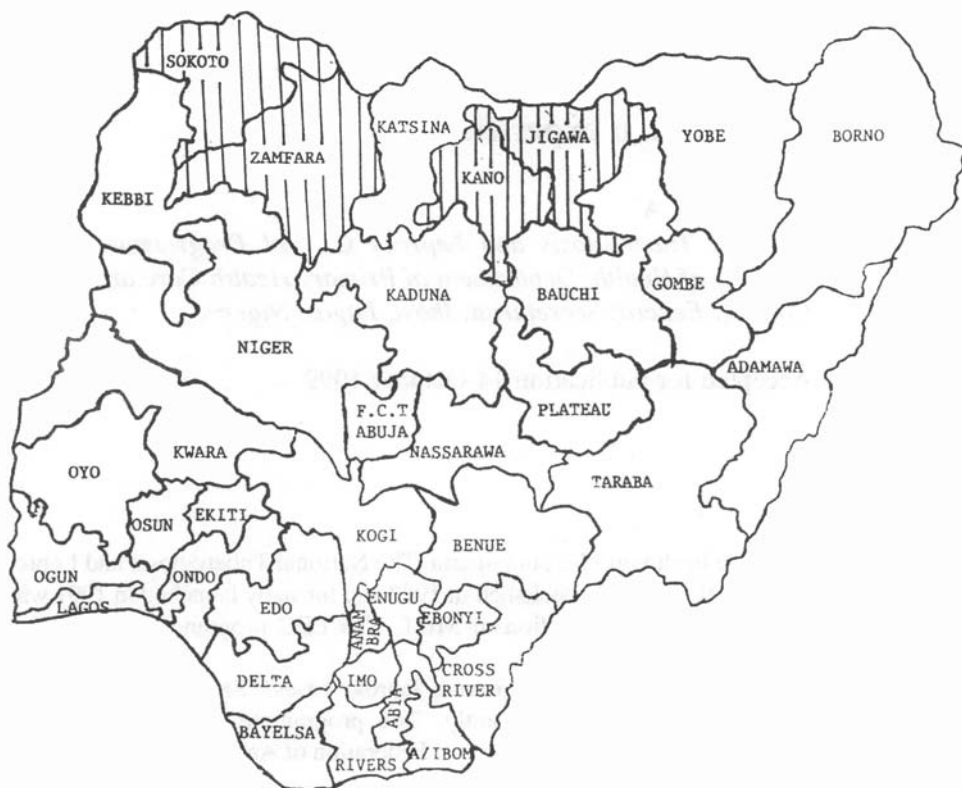 SOKOTO
KATSINA
JIGAWA
YOBE
BORNO
ZAMFARA
KANO
KEBBI
KADUNA
BAUCHI
GOMBE
NIGER
ADAMAWA
F.C.T
ABUJA
PLATEAU
NASSARAWA
KWARA
OYO
TARABA
OSUN
EKITI
KOGI
BENUE
OGUN
ONDO
LAGOS
EDO
ENUGU
ANAM
BRA
EBONYI
DELTA
IMO
ABIA
CROSS
RIVER
BAYELSA
RIVERS
A/IBOM